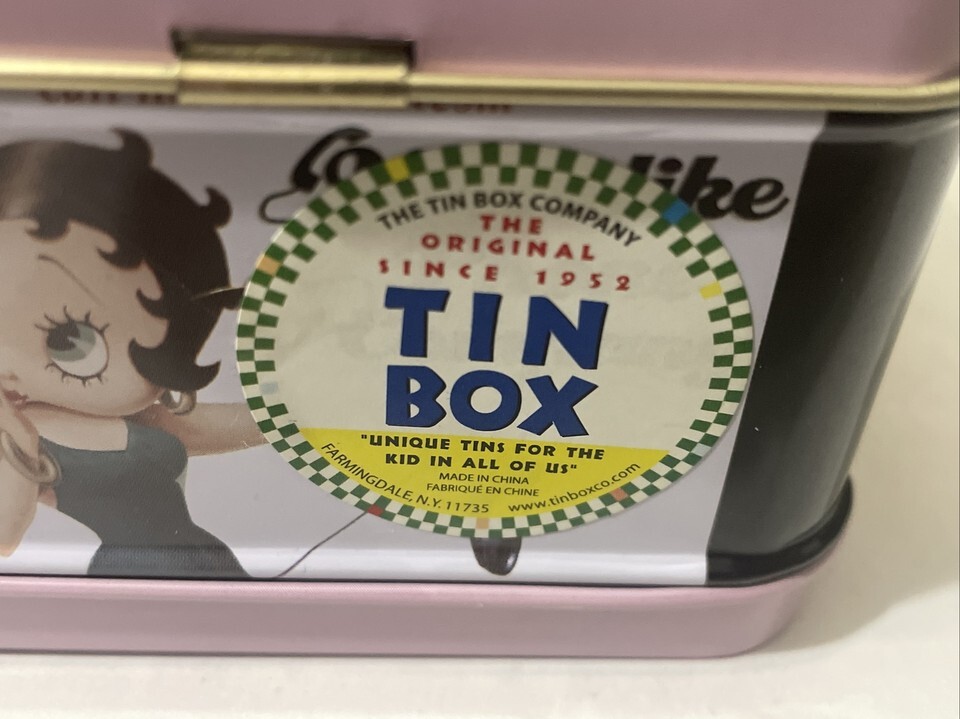 like
THE TIN BOX COMPANY
THE
ORIGINAL
SINCE 1952
TIN
BOX
"UNIQUE TINS FOR THE
KID IN ALL OF US"
MADE IN CHINA
FABRIQUÉ EN CHINE
FARMINGDALE, N.Y. 11735 www.tinboxco.com